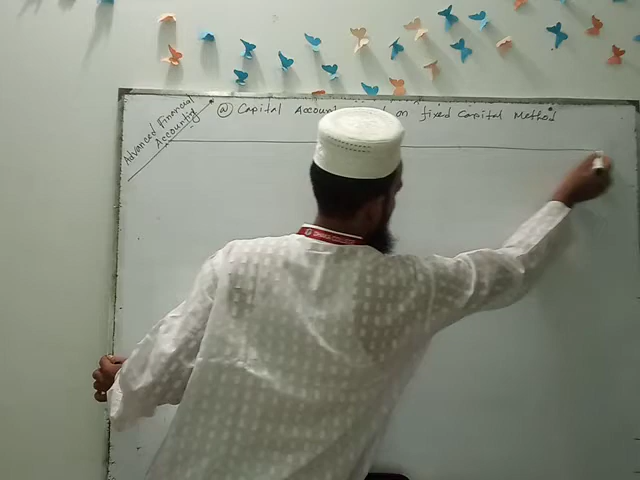 Advanced Financial
Accounting
(a) Capital Account on fixed Capital Method